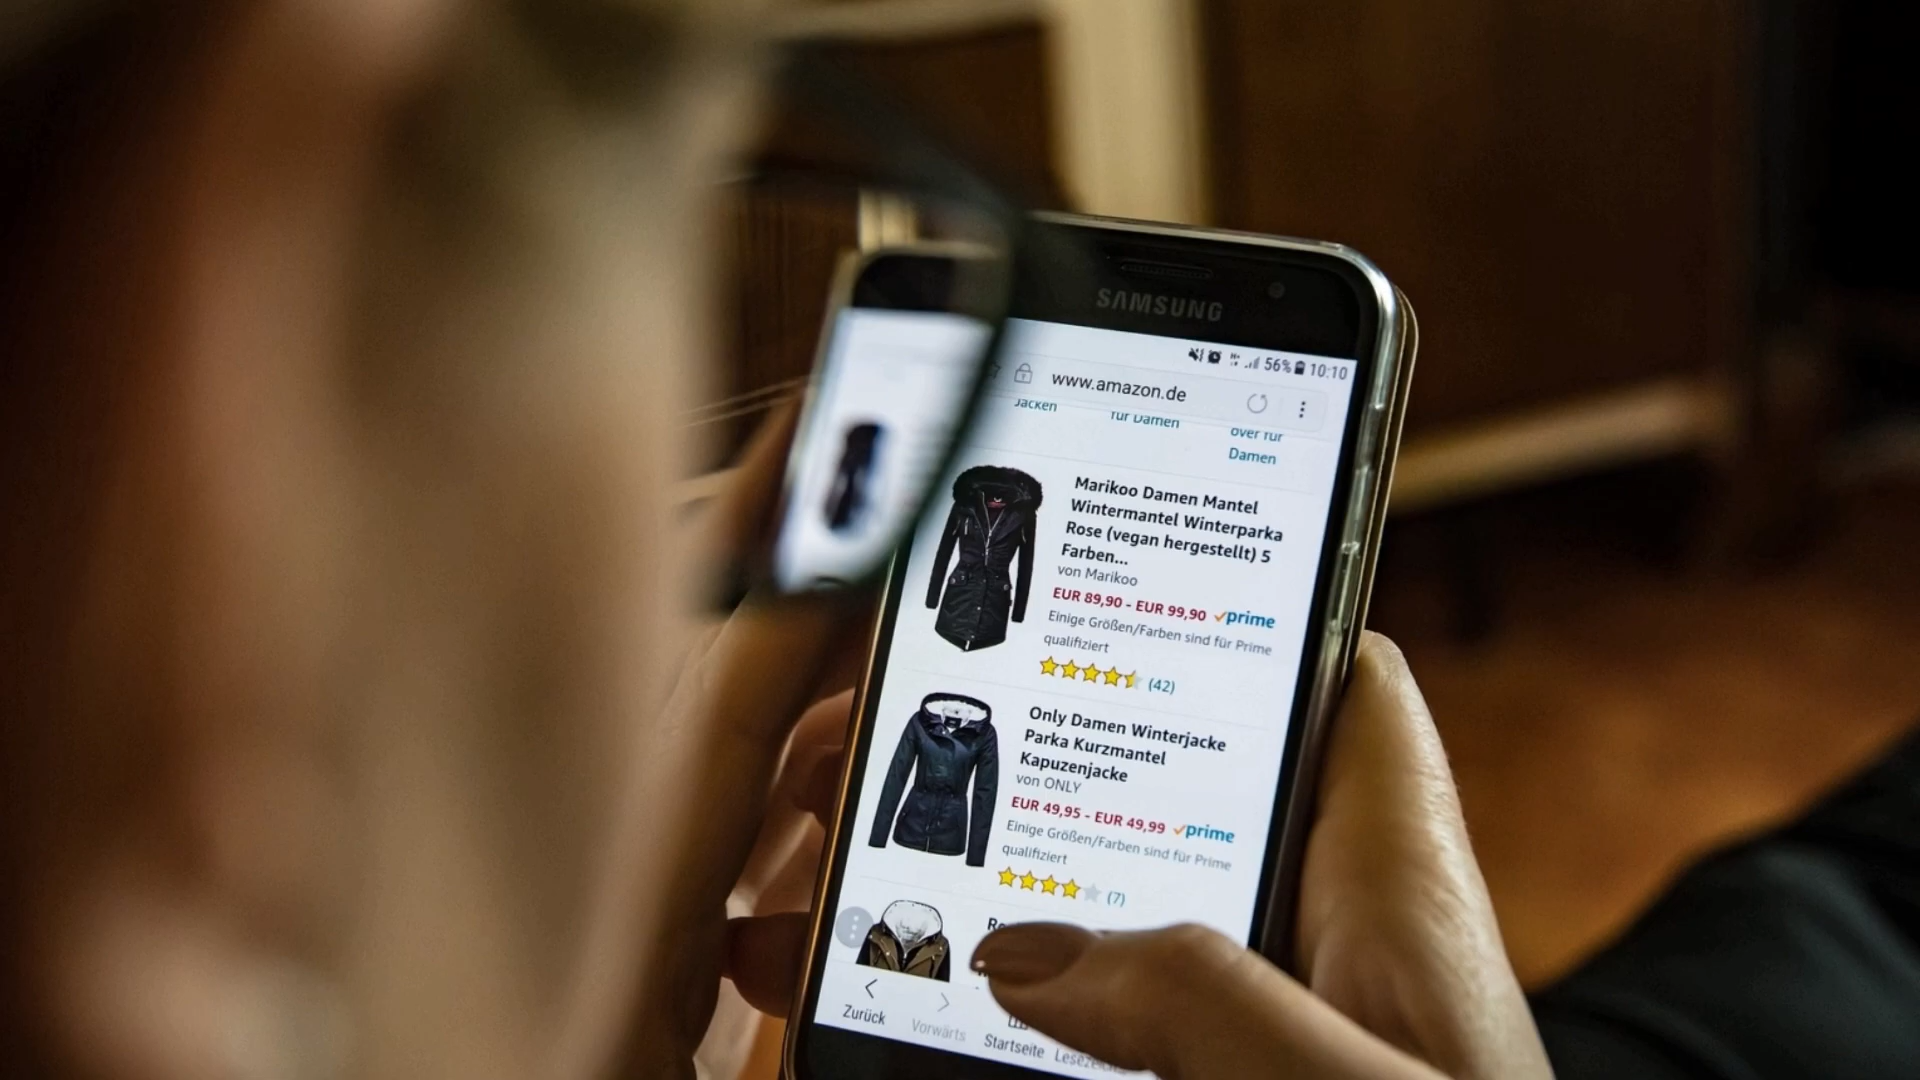 SAMSUNG
56% 10:10
www.amazon.de
Jacken
für Damen
over für
Damen
Marikoo Damen Mantel
Wintermantel Winterparka
Rose (vegan hergestellt) 5
Farben...
von Marikoo
EUR 89,90 - EUR 99,90 prime
Einige Größen/Farben sind für Prime
qualifiziert
(42)
Only Damen Winterjacke
Parka Kurzmantel
Kapuzenjacke
von ONLY
EUR 49,95 - EUR 49,99 prime
Einige Größen/Farben sind für Prime
qualifiziert
(7)
Zurück Vorwärts Startseite